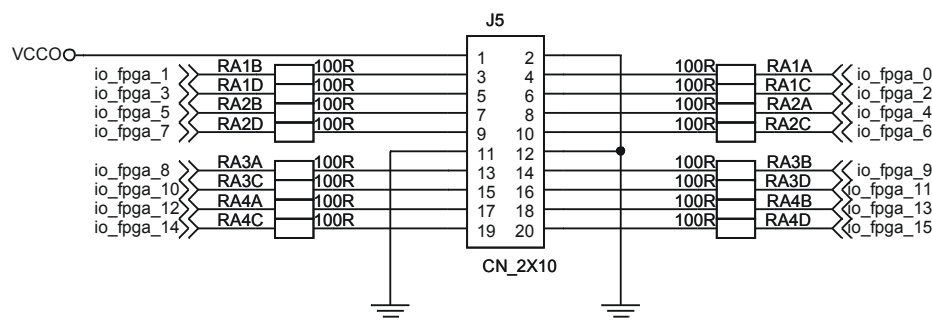 J5
VCCO 1 2
io_fpga_1 RA1B 100R 3 4 100R RA1A io_fpga_0
io_fpga_3 RA1D 100R 5 6 100R RA1C io_fpga_2
io_fpga_5 RA2B 100R 7 8 100R RA2A io_fpga_4
io_fpga_7 RA2D 100R 9 10 100R RA2C io_fpga_6
11 12
io_fpga_8 RA3A 100R 13 14 100R RA3B io_fpga_9
io_fpga_10 RA3C 100R 15 16 100R RA3D io_fpga_11
io_fpga_12 RA4A 100R 17 18 100R RA4B io_fpga_13
io_fpga_14 RA4C 100R 19 20 100R RA4D io_fpga_15
CN_2X10